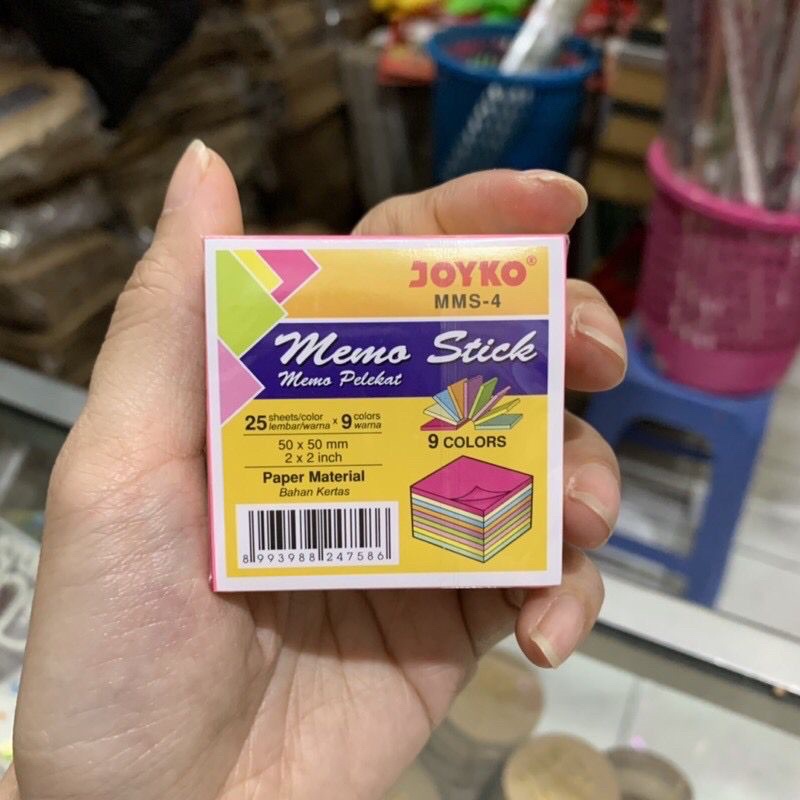 JOYKO®
MMS-4
Memo Stick
Memo Pelekat
25 sheets/color lembar/warna x 9 colors warna
50 x 50 mm
2 x 2 inch
Paper Material
Bahan Kertas
9 COLORS
8 993988 247586